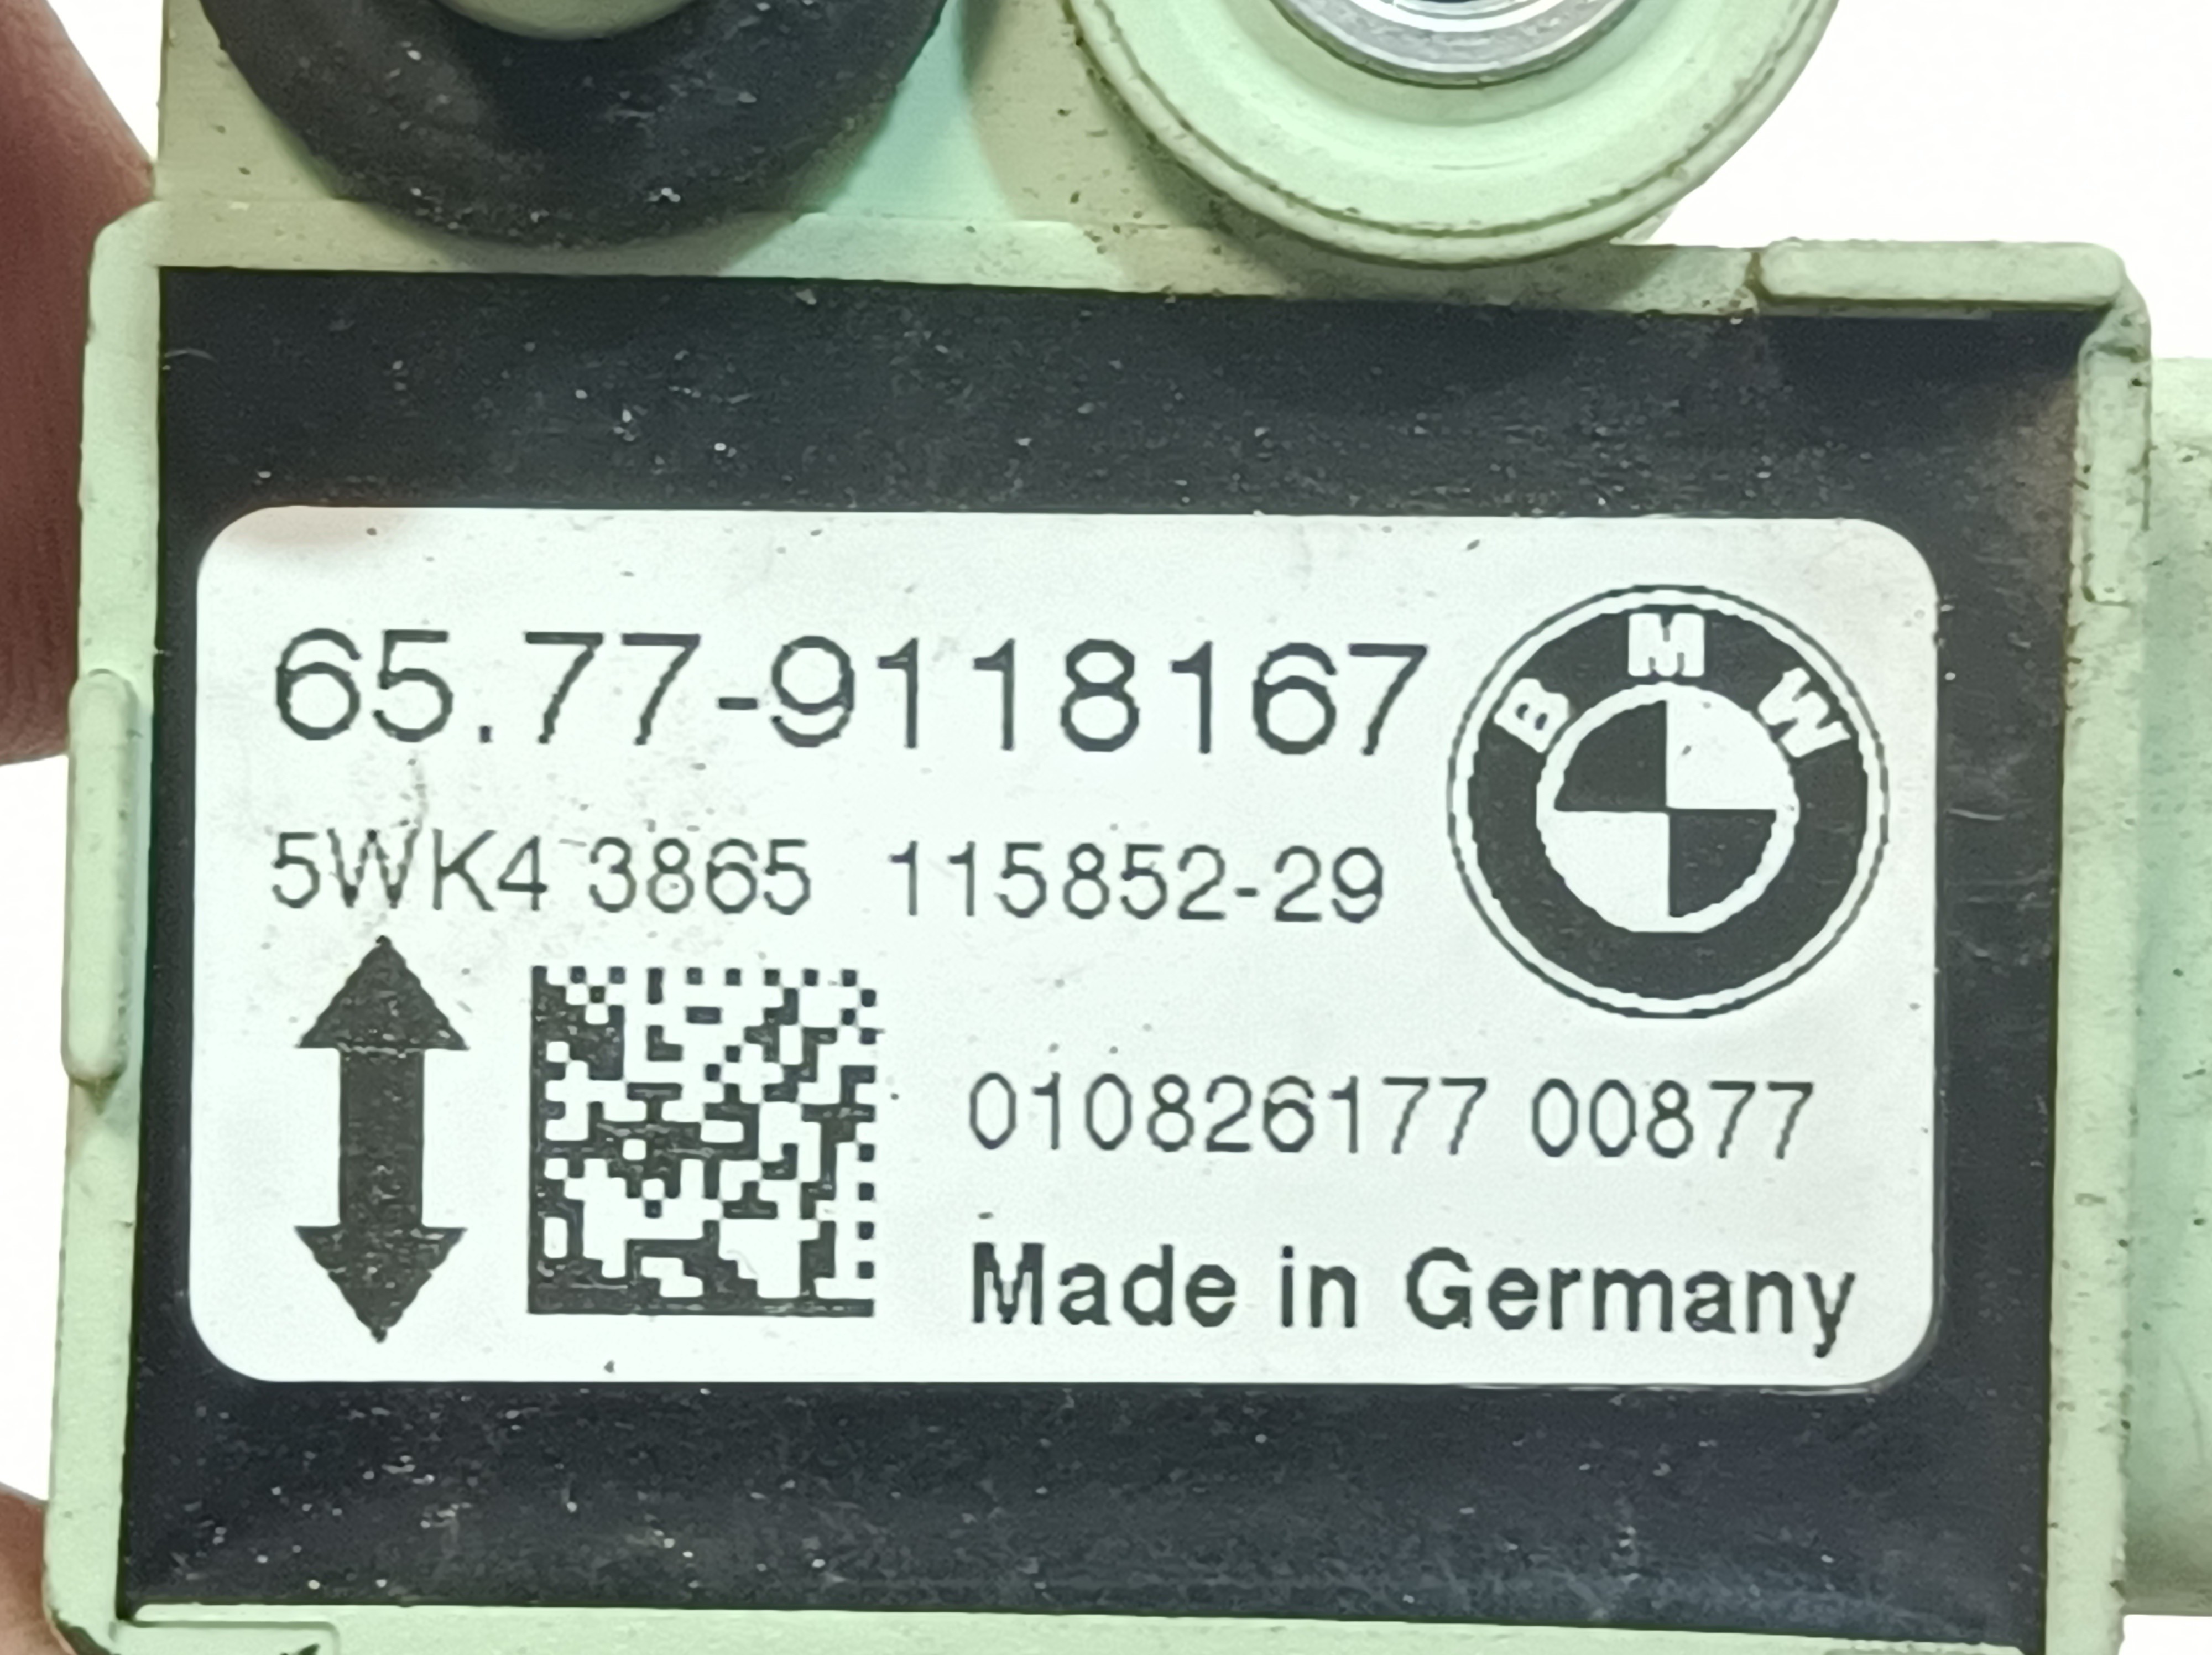 65.77-9118167
BMW
5WK4 3865 115852-29
010826177 00877
Made in Germany